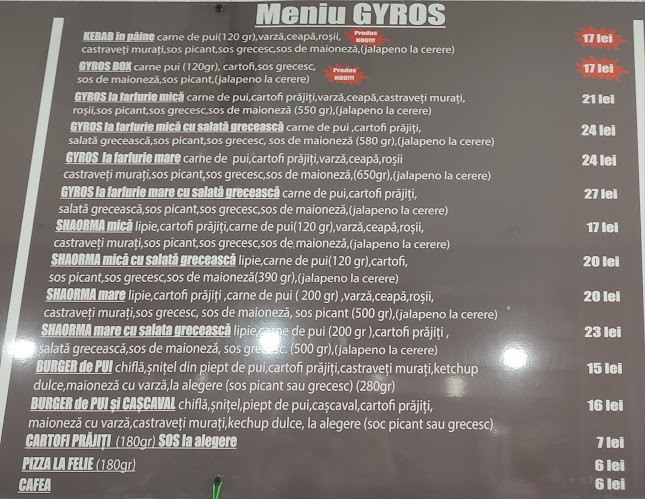 Meniu GYROS
KEBAB în pâine carne de pui(120 gr),varză,ceapă,roșii, Produs NOU!!! 17 lei
castraveți murați,sos picant,sos grecesc,sos de maioneză,(jalapeno la cerere)
GYROS BOX carne pui (120gr), cartofi,sos grecesc, Produs NOU!!! 17 lei
sos de maioneză,sos picant,(jalapeno la cerere)
GYROS la farfurie mică carne de pui,cartofi prăjiți,varză,ceapă,castraveți murați, 21 lei
roșii,sos picant,sos grecesc,sos de maioneză (550 gr),(jalapeno la cerere)
GYROS la farfurie mică cu salată grecească carne de pui ,cartofi prăjiți, 24 lei
salată grecească,sos picant,sos grecesc, sos de maioneză (580 gr),(jalapeno la cerere)
GYROS la farfurie mare carne de pui,cartofi prăjiți,varză,ceapă,roșii 24 lei
castraveți murați,sos picant,sos grecesc,sos de maioneză,(650gr),(jalapeno la cerere)
GYROS la farfurie mare cu salată grecească carne de pui,cartofi prăjiți, 27 lei
salată grecească,sos picant,sos grecesc,sos de maioneză,(jalapeno la cerere)
SHAORMA mică lipie,cartofi prăjiți,carne de pui(120 gr),varză,ceapă,roșii, 17 lei
castraveți murați,sos picant,sos grecesc,sos de maioneză,(jalapeno la cerere)
SHAORMA mică cu salată grecească lipie,carne de pui(120 gr),cartofi, 20 lei
sos picant,sos grecesc,sos de maioneză(390 gr),(jalapeno la cerere)
SHAORMA mare lipie,cartofi prăjiți ,carne de pui ( 200 gr) ,varză,ceapă,roșii, 20 lei
castraveți murați,sos grecesc, sos de maioneză, sos picant (500 gr),(jalapeno la cerere)
SHAORMA mare cu salata grecească lipie,carne de pui (200 gr ),cartofi prăjiți , 23 lei
salată grecească,sos de maioneză, sos grecesc. (500 gr),(jalapeno la cerere)
BURGER de PUI chiflă,șnițel din piept de pui,cartofi prăjiți,castraveți murați,ketchup 15 lei
dulce,maioneză cu varză,la alegere (sos picant sau grecesc) (280gr)
BURGER de PUI și CAȘCAVAL chiflă,șnițel,piept de pui,cașcaval,cartofi prăjiți, 16 lei
maioneză cu varză,castraveți murați,kechup dulce, la alegere (soc picant sau grecesc)
CARTOFI PRĂJIȚI (180gr) SOS la alegere 7 lei
PIZZA LA FELIE (180gr) 6 lei
CAFEA 6 lei